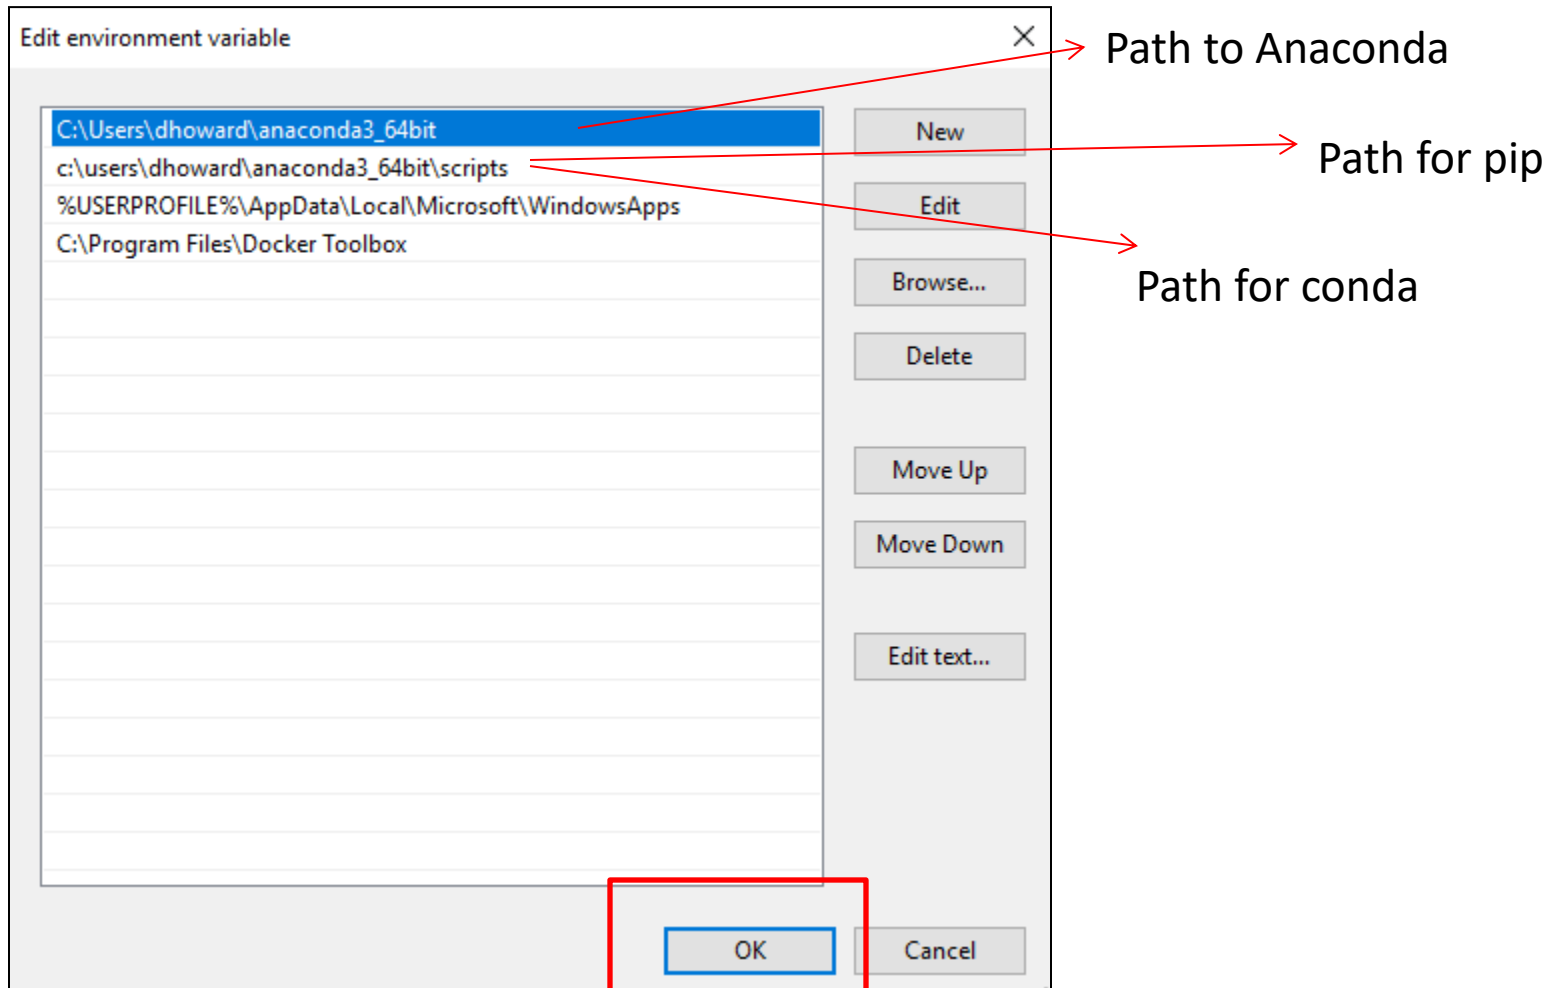 Edit environment variable
Path to Anaconda
C:\Users\dhoward\anaconda3_64bit
New
c:\users\dhoward\anaconda3_64bit\scripts
Path for pip
%USERPROFILE%\AppData\Local\Microsoft\WindowsApps
Edit
C:\Program Files\Docker Toolbox
Browse...
Path for conda
Delete
Move Up
Move Down
Edit text...
OK
Cancel